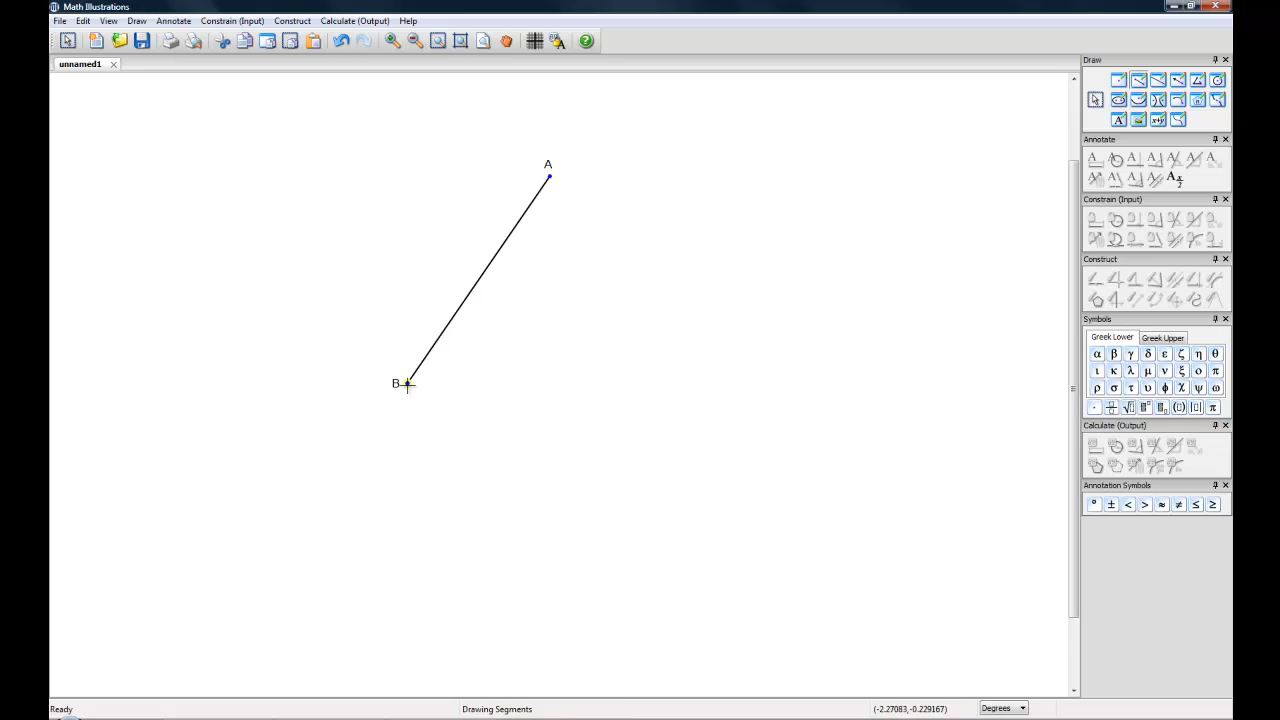 Math Illustrations
File Edit View Draw Annotate Constrain (Input) Construct Calculate (Output) Help
unnamed1
Draw
A x+y
Annotate
Constrain (Input)
Construct
Symbols
Greek Lower Greek Upper
α β γ δ ε ζ η θ
ι κ λ μ ν ξ ο π
ρ σ τ υ ϕ χ ψ ω
(▯) |▯| π
Calculate (Output)
Annotation Symbols
° ± < > ≈ ≠ ≤ ≥
A
B
Ready Drawing Segments (-2.27083,-0.229167) Degrees